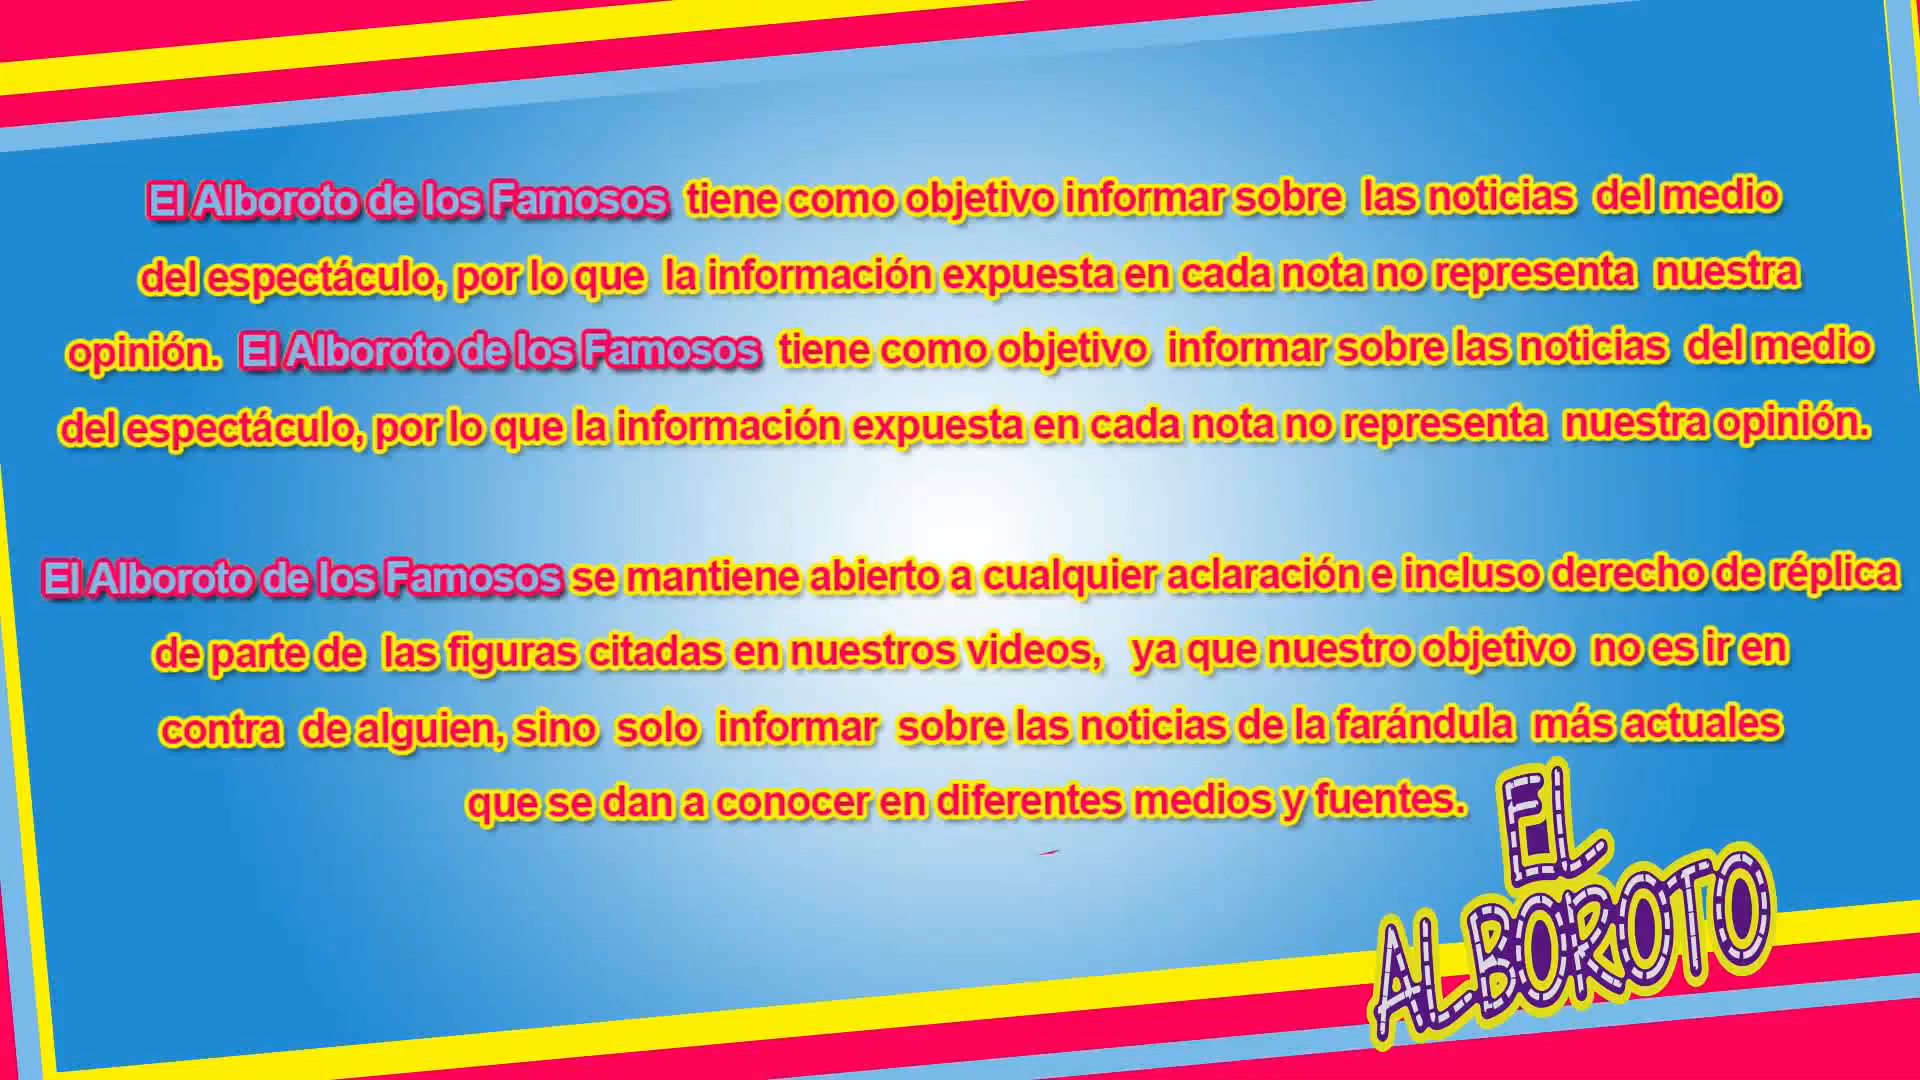 El Alboroto de los Famosos tiene como objetivo informar sobre las noticias del medio
del espectáculo, por lo que la información expuesta en cada nota no representa nuestra
opinión. El Alboroto de los Famosos tiene como objetivo informar sobre las noticias del medio
del espectáculo, por lo que la información expuesta en cada nota no representa nuestra opinión.
El Alboroto de los Famosos se mantiene abierto a cualquier aclaración e incluso derecho de réplica
de parte de las figuras citadas en nuestros videos, ya que nuestro objetivo no es ir en
contra de alguien, sino solo informar sobre las noticias de la farándula más actuales
que se dan a conocer en diferentes medios y fuentes.
EL
ALBOROTO